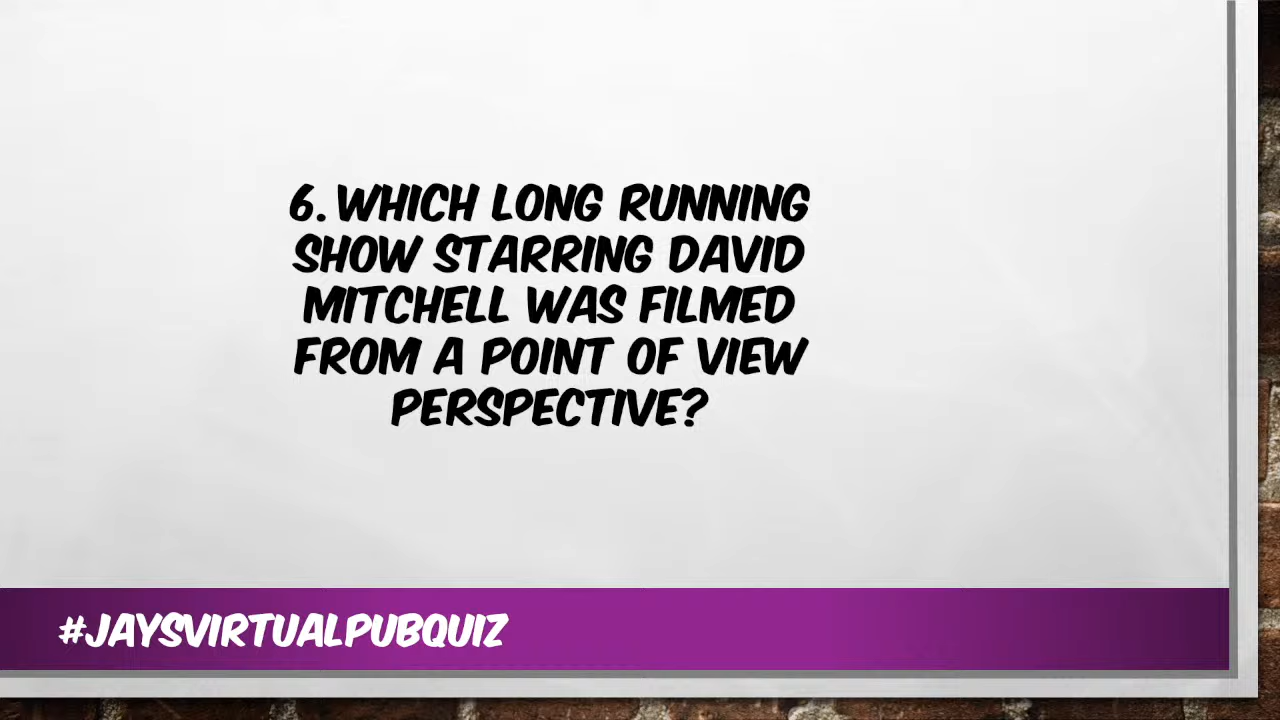 6. WHICH LONG RUNNING
SHOW STARRING DAVID
MITCHELL WAS FILMED
FROM A POINT OF VIEW
PERSPECTIVE?
#JAYSVIRTUALPUBQUIZ